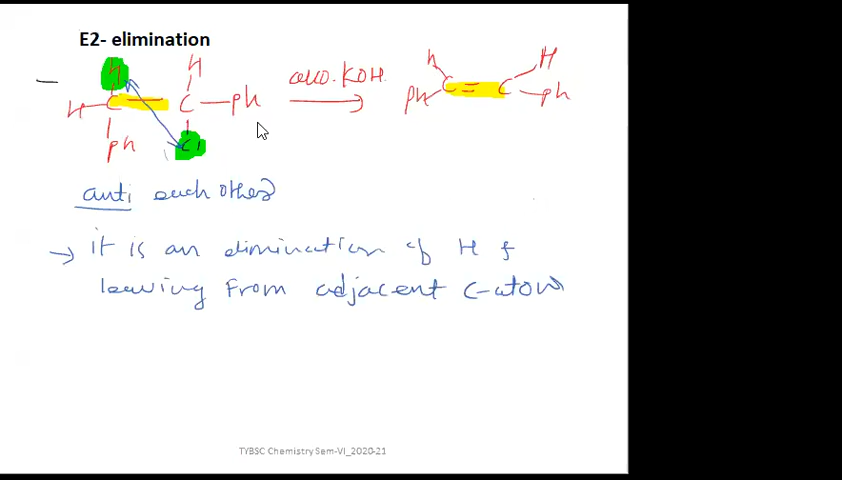 E2- elimination
H H H H
H C C Ph alco.KOH C = C
Ph Cl Ph Ph
anti each other
→ it is an elimination of H &
leaving From adjacent C-atom
TYBSC Chemistry Sem-VI_2020-21